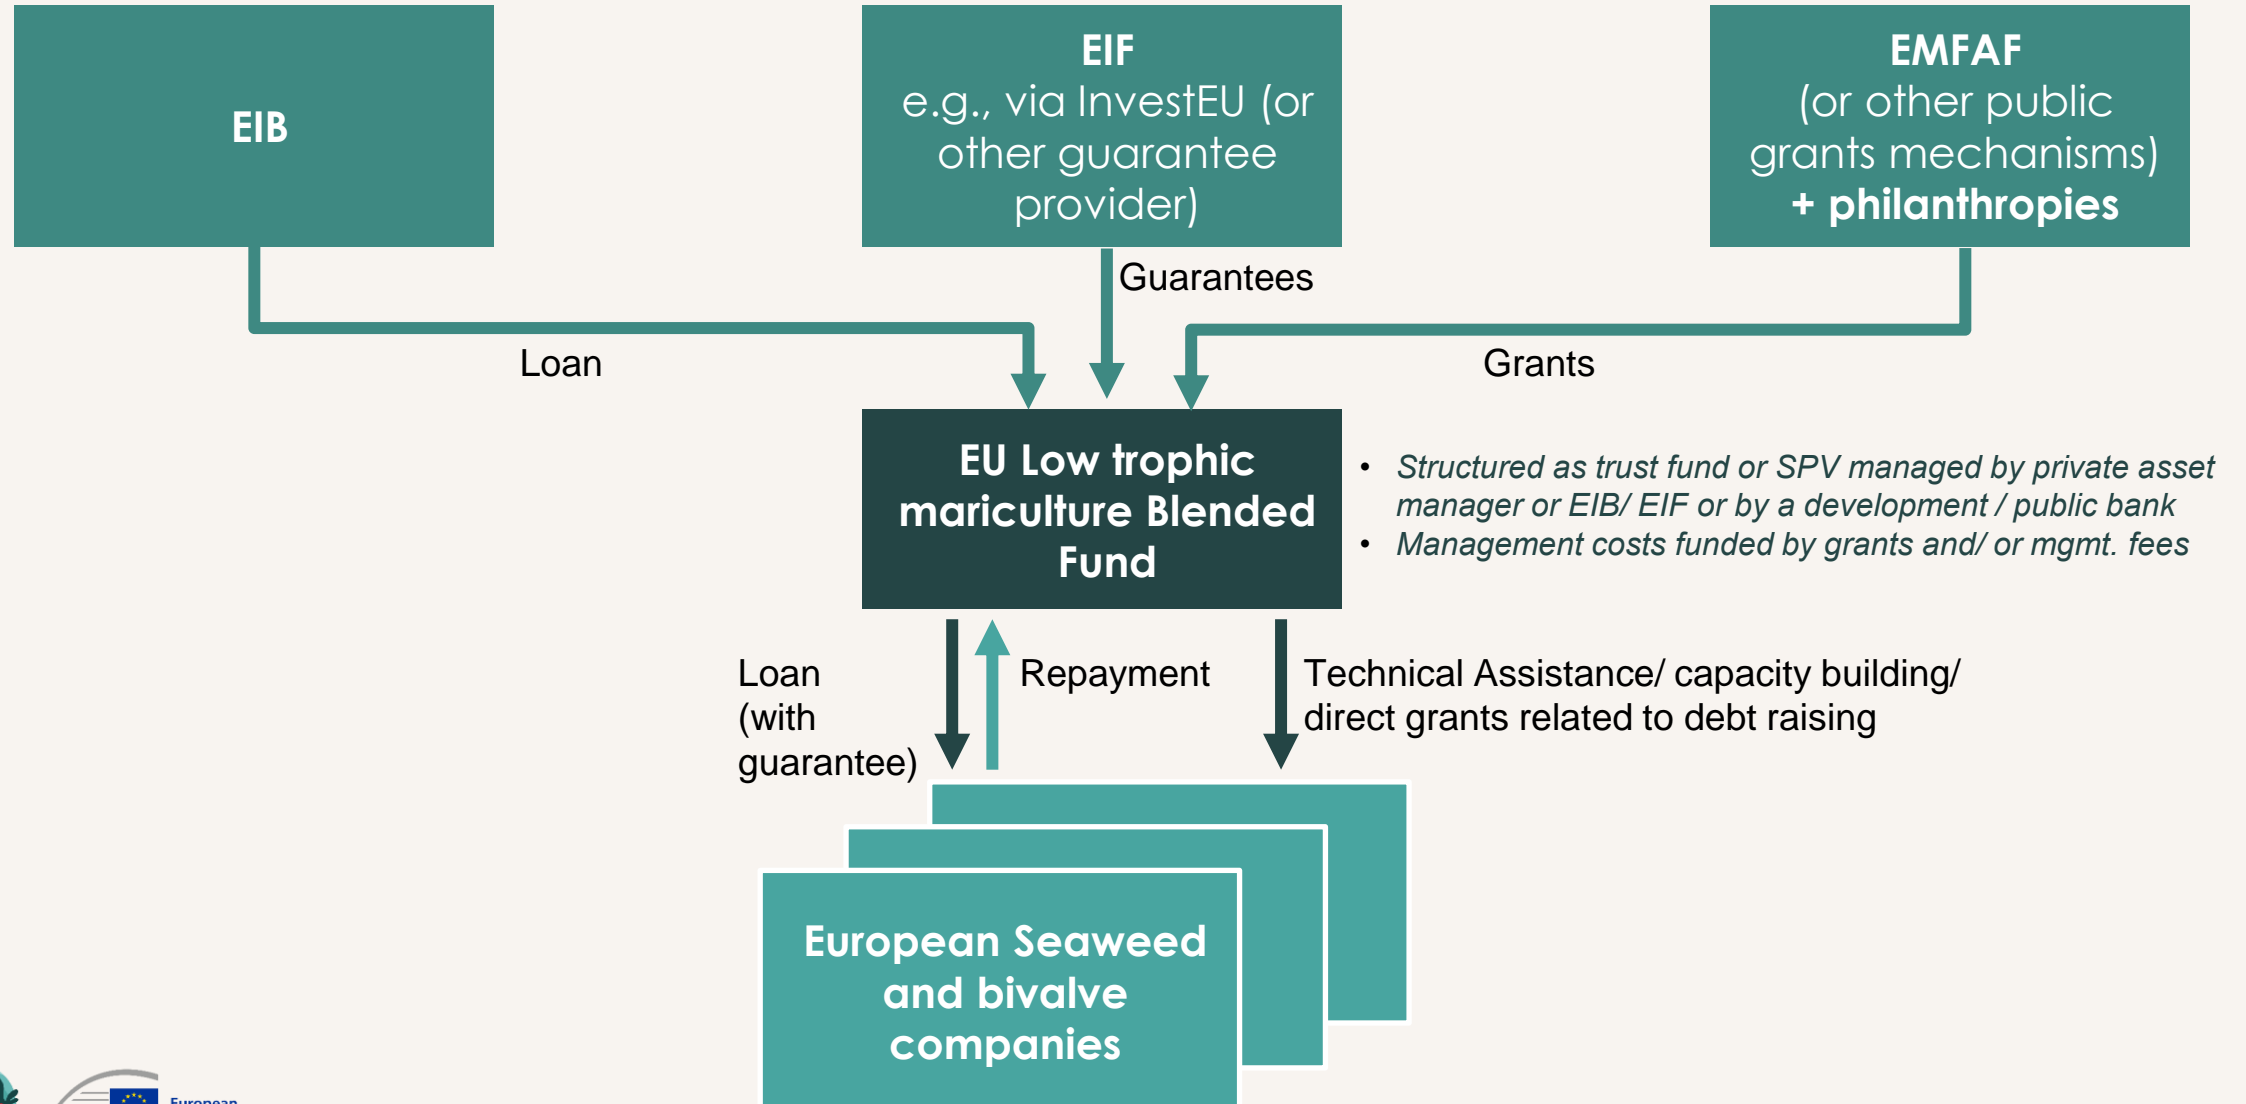 EIB
EIF
e.g., via InvestEU (or
other guarantee
provider)
EMFAF
(or other public
grants mechanisms)
+ philanthropies
Guarantees
Loan
Grants
EU Low trophic
mariculture Blended
Fund
• Structured as trust fund or SPV managed by private asset
manager or EIB/ EIF or by a development / public bank
• Management costs funded by grants and/ or mgmt. fees
Loan
(with
guarantee)
Repayment
Technical Assistance/ capacity building/
direct grants related to debt raising
European Seaweed
and bivalve
companies
European